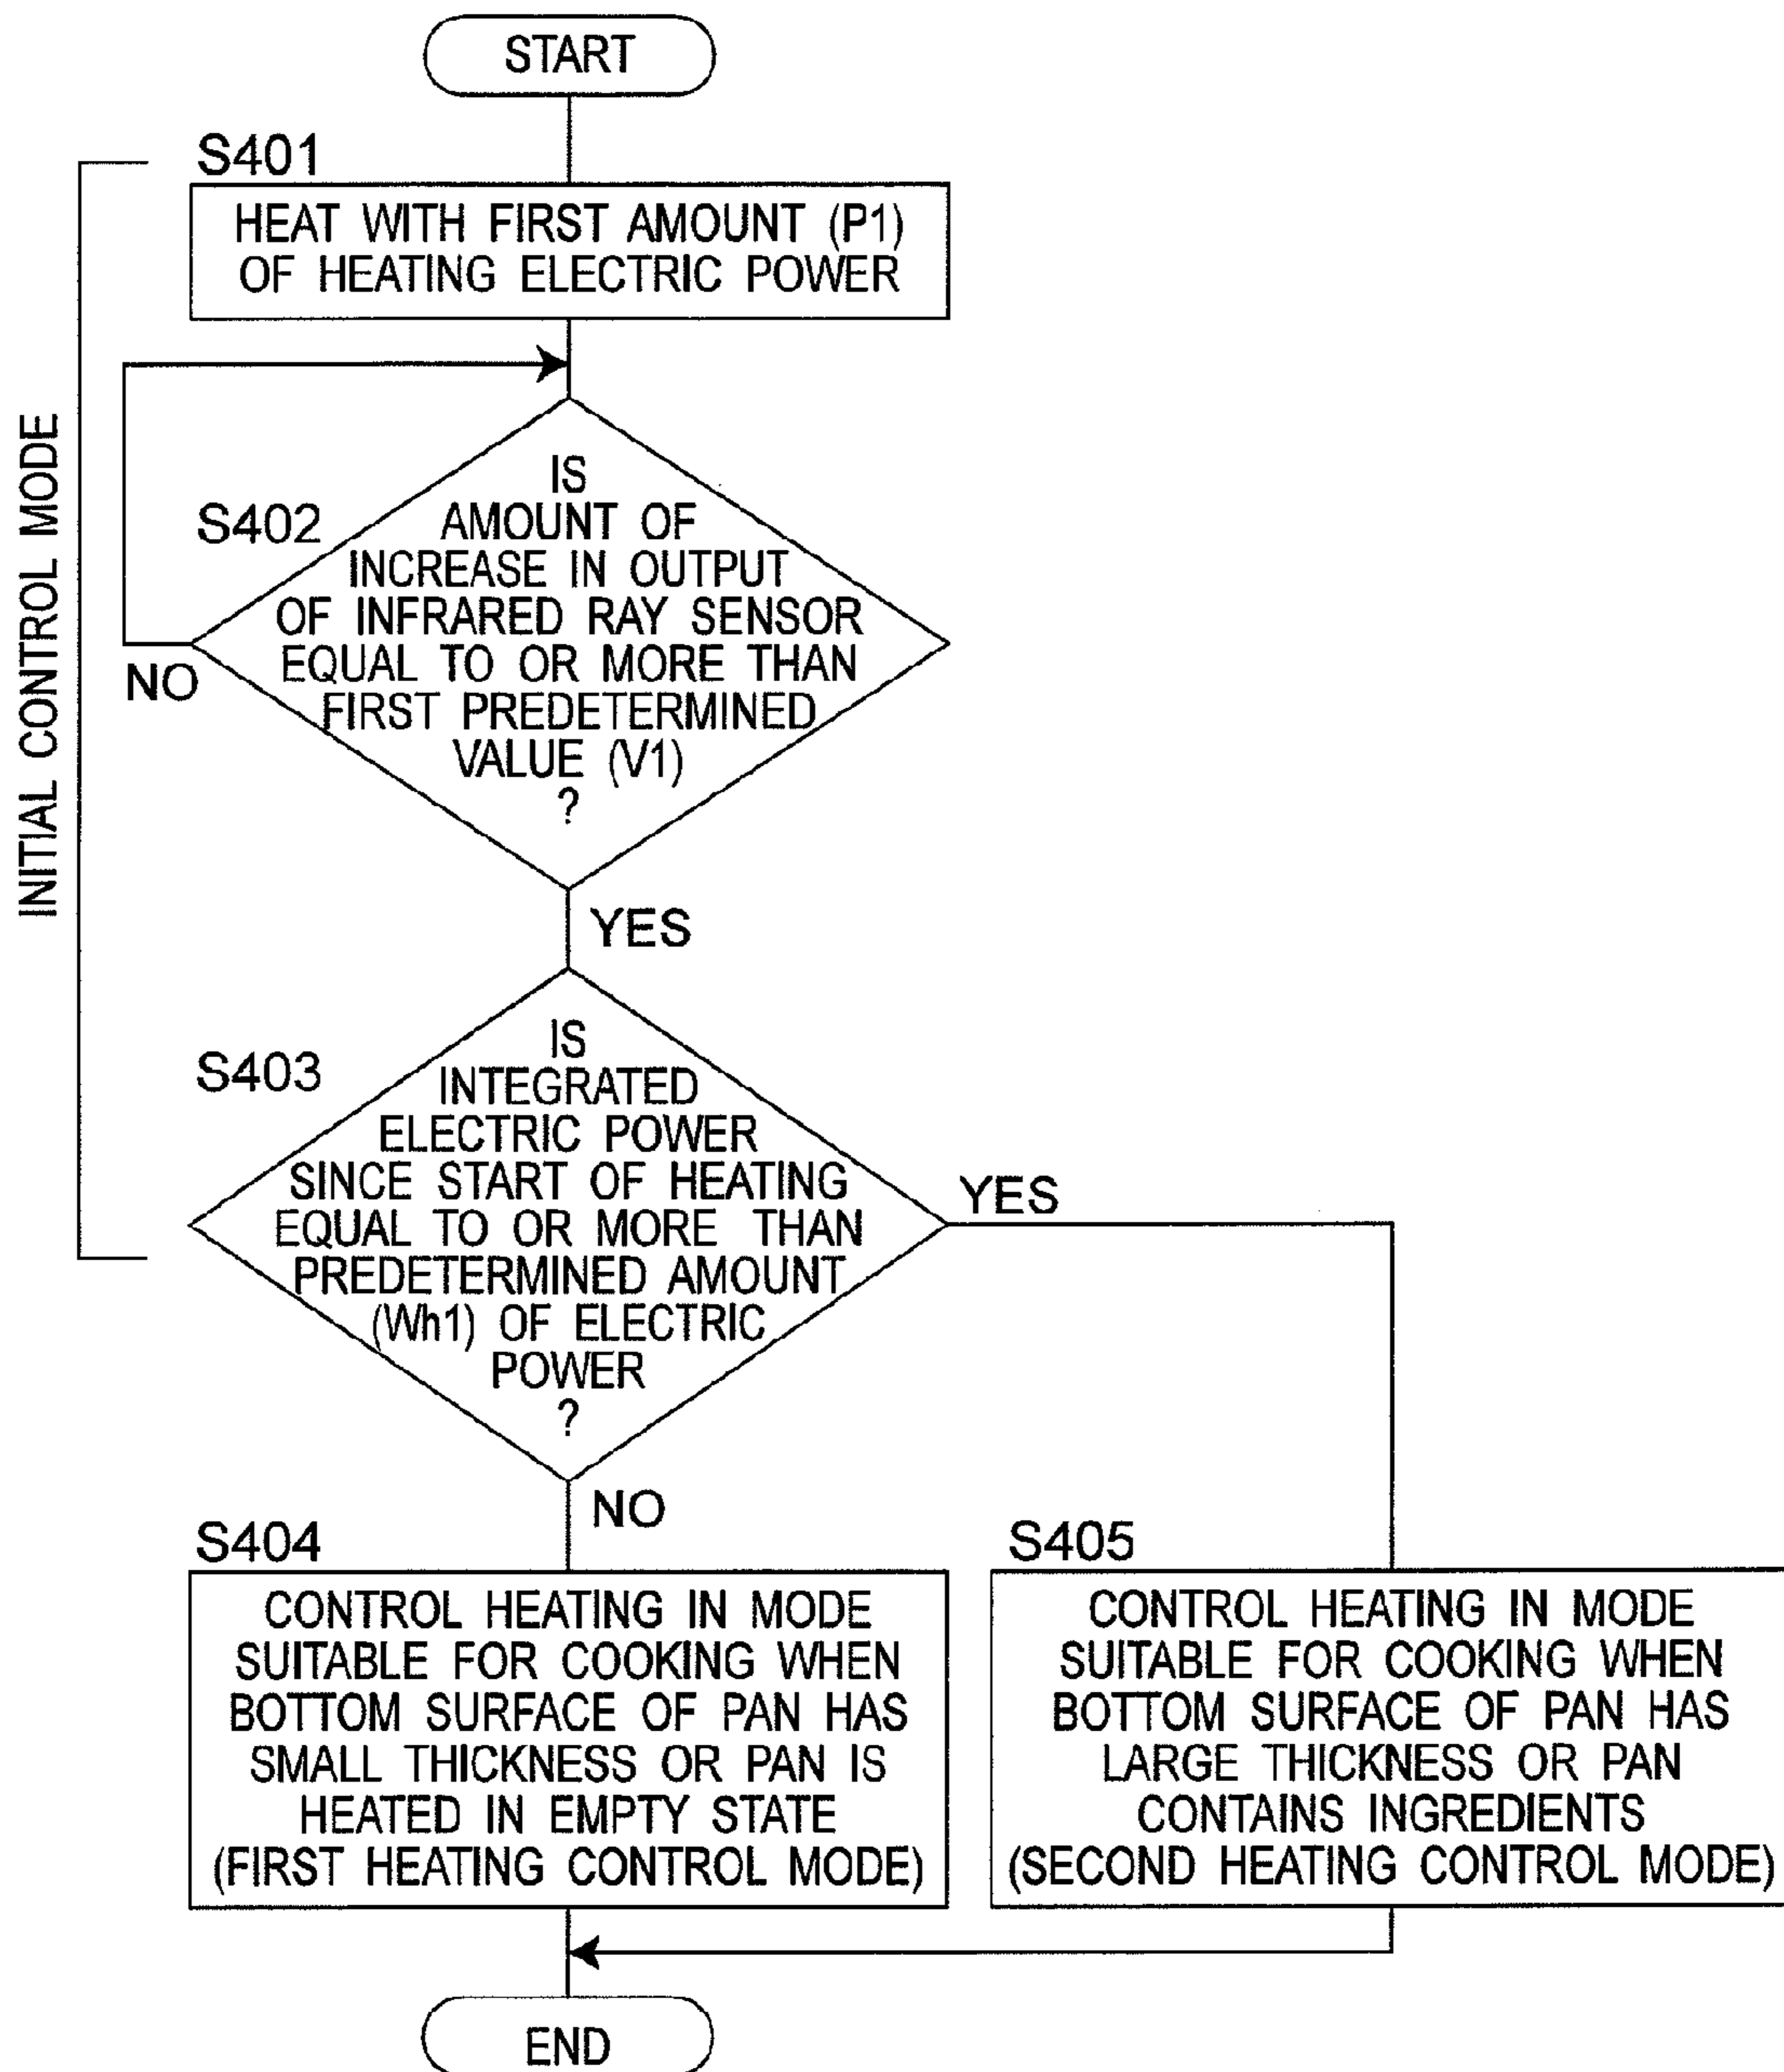 START
S401
HEAT WITH FIRST AMOUNT (P1)
OF HEATING ELECTRIC POWER
INITIAL CONTROL MODE
S402
IS
AMOUNT OF
INCREASE IN OUTPUT
OF INFRARED RAY SENSOR
EQUAL TO OR MORE THAN
FIRST PREDETERMINED
VALUE (V1)
?
NO
YES
S403
IS
INTEGRATED
ELECTRIC POWER
SINCE START OF HEATING
EQUAL TO OR MORE THAN
PREDETERMINED AMOUNT
(Wh1) OF ELECTRIC
POWER
?
YES
NO
S404
CONTROL HEATING IN MODE
SUITABLE FOR COOKING WHEN
BOTTOM SURFACE OF PAN HAS
SMALL THICKNESS OR PAN IS
HEATED IN EMPTY STATE
(FIRST HEATING CONTROL MODE)
S405
CONTROL HEATING IN MODE
SUITABLE FOR COOKING WHEN
BOTTOM SURFACE OF PAN HAS
LARGE THICKNESS OR PAN
CONTAINS INGREDIENTS
(SECOND HEATING CONTROL MODE)
END